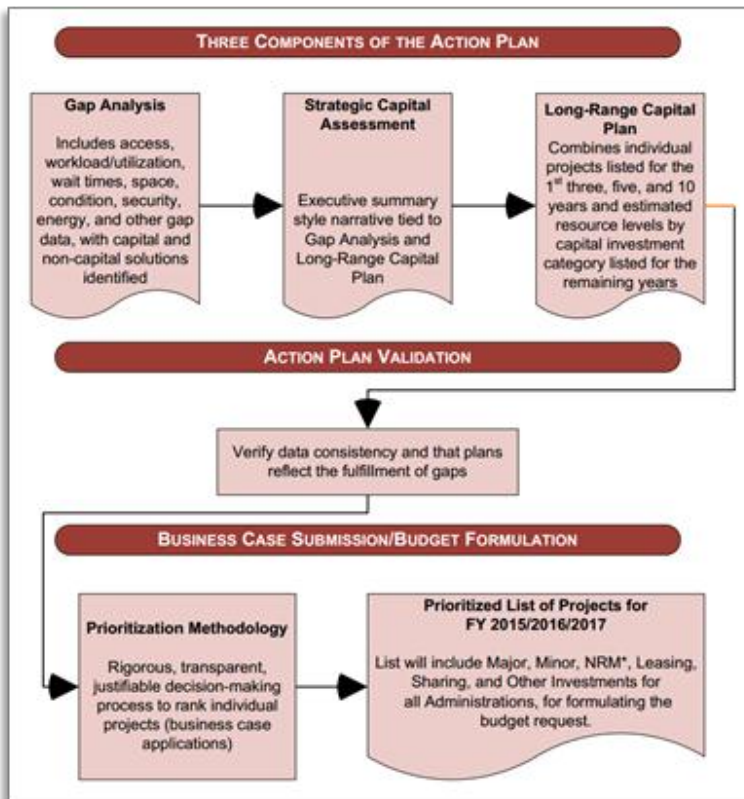 THREE COMPONENTS OF THE ACTION PLAN
Gap Analysis
Includes access,
workload/utilization,
wait times, space,
condition, security,
energy, and other gap
data, with capital and
non-capital solutions
identified
Strategic Capital
Assessment
Executive summary
style narrative tied to
Gap Analysis and
Long-Range Capital
Plan
Long-Range Capital
Plan
Combines individual
projects listed for the
1st three, five, and 10
years and estimated
resource levels by
capital investment
category listed for the
remaining years
ACTION PLAN VALIDATION
Verify data consistency and that plans
reflect the fulfillment of gaps
BUSINESS CASE SUBMISSION/BUDGET FORMULATION
Prioritization Methodology
Rigorous, transparent,
justifiable decision-making
process to rank individual
projects (business case
applications)
Prioritized List of Projects for
FY 2015/2016/2017
List will include Major, Minor, NRM*, Leasing,
Sharing, and Other Investments for
all Administrations, for formulating the
budget request.